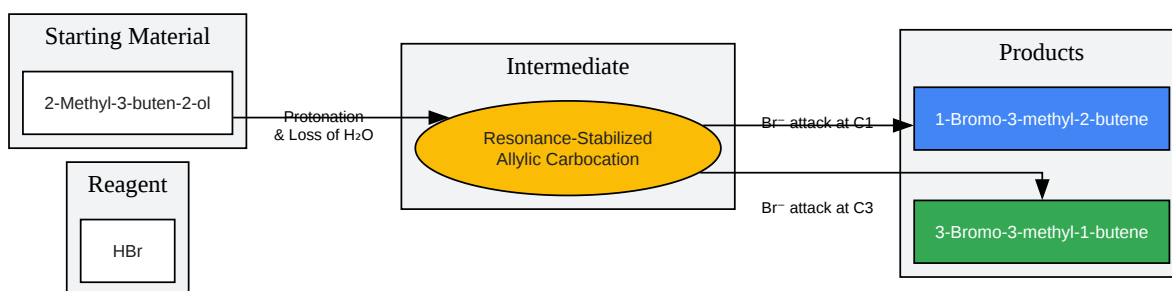 Starting Material
2-Methyl-3-buten-2-ol
Reagent
HBr
Protonation
& Loss of H₂O
Intermediate
Resonance-Stabilized
Allylic Carbocation
Br⁻ attack at C1
Br⁻ attack at C3
Products
1-Bromo-3-methyl-2-butene
3-Bromo-3-methyl-1-butene